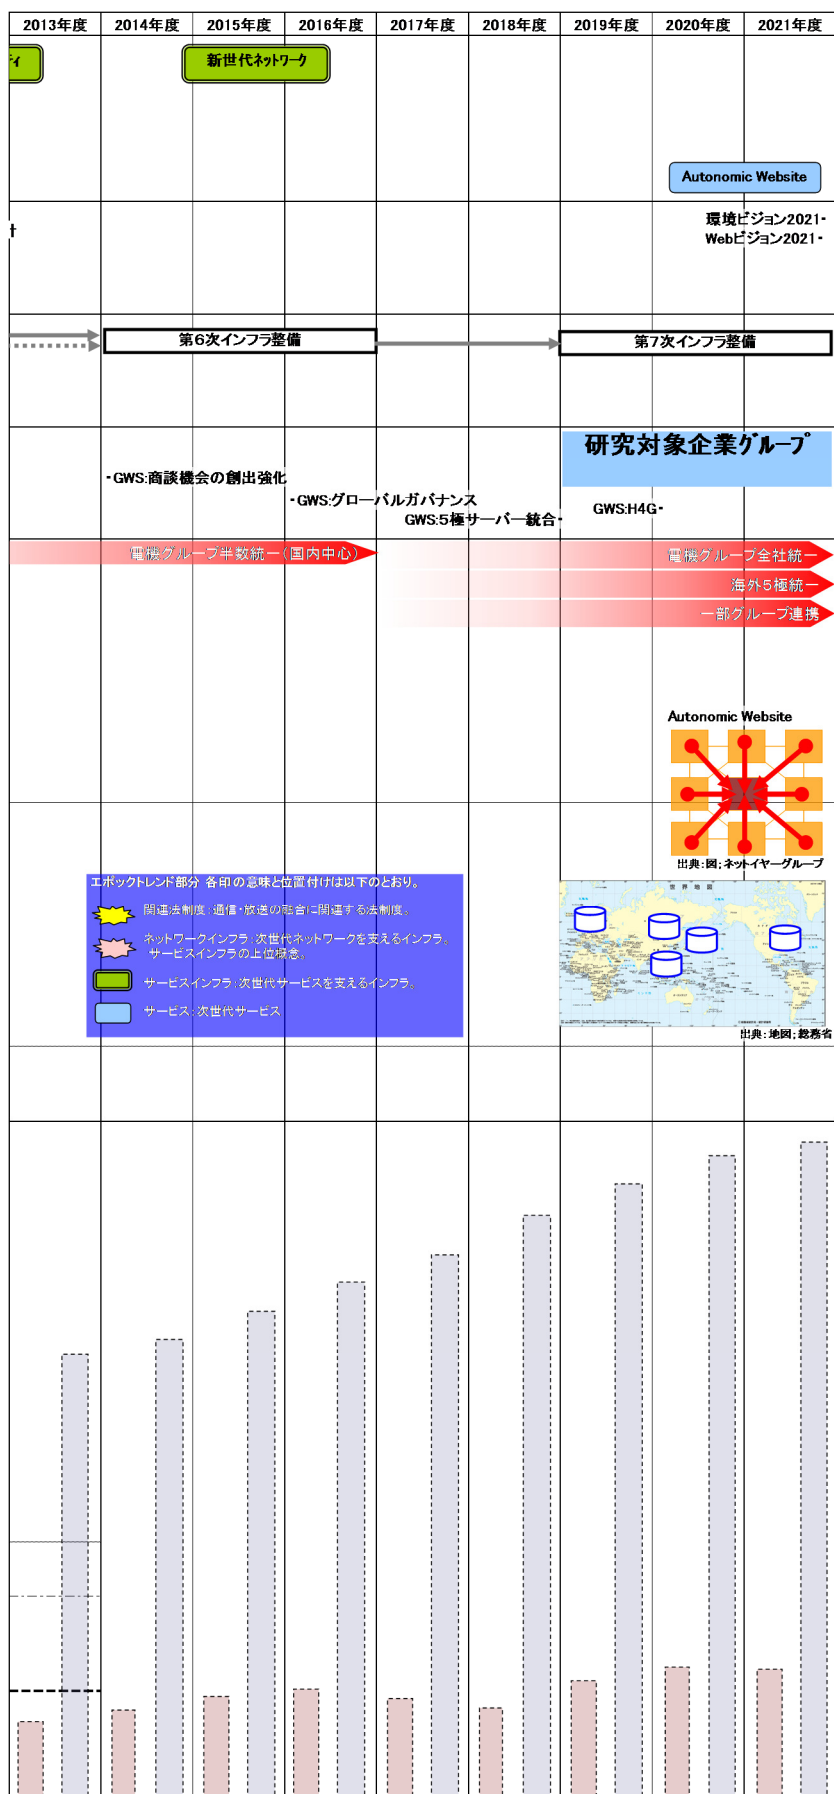 2013年度 2014年度 2015年度 2016年度 2017年度 2018年度 2019年度 2020年度 2021年度
ィ
新世代ネットワーク
Autonomic Website
環境ビジョン2021-
Webビジョン2021-
第6次インフラ整備
第7次インフラ整備
研究対象企業グループ
-GWS:商談機会の創出強化
-GWS:グローバルガバナンス
GWS:H4G-
GWS:5極サーバー統合-
電機グループ半数統一(国内中心)
電機グループ全社統一
海外5極統一
一部グループ連携
Autonomic Website
出典:図;ネットイヤーグループ
エポックトレンド部分 各印の意味と位置付けは以下のとおり。
関連法制度:通信・放送の融合に関連する法制度。
ネットワークインフラ:次世代ネットワークを支えるインフラ。
サービスインフラの上位概念。
サービスインフラ:次世代サービスを支えるインフラ。
サービス:次世代サービス
世界地図
出典:地図;総務省